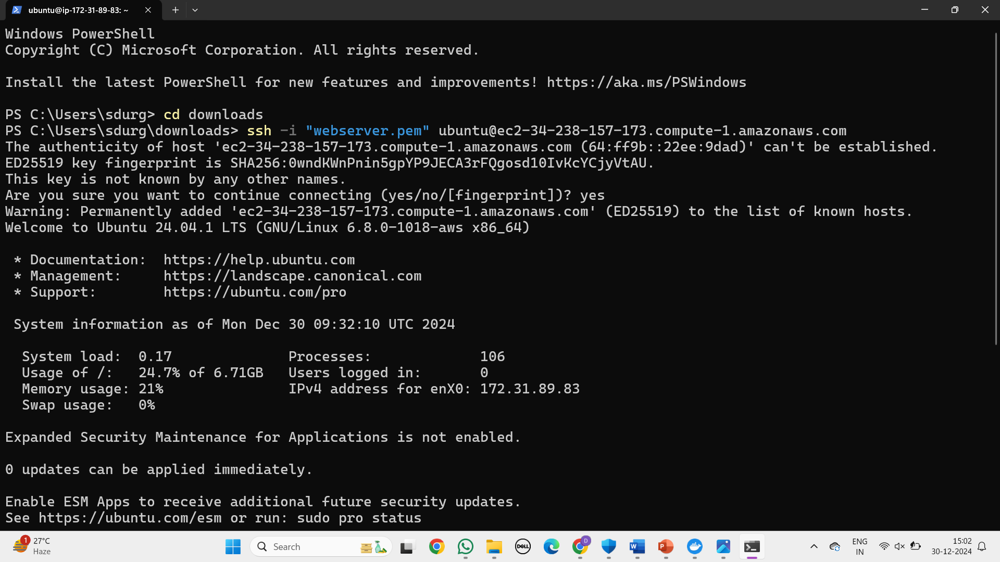 ubuntu@ip-172-31-89-83: ~
Windows PowerShell
Copyright (C) Microsoft Corporation. All rights reserved.
Install the latest PowerShell for new features and improvements! https://aka.ms/PSWindows
PS C:\Users\sdurg> cd downloads
PS C:\Users\sdurg\downloads> ssh -i "webserver.pem" ubuntu@ec2-34-238-157-173.compute-1.amazonaws.com
The authenticity of host 'ec2-34-238-157-173.compute-1.amazonaws.com (64:ff9b::22ee:9dad)' can't be established.
ED25519 key fingerprint is SHA256:0wndKWnPnin5gpYP9JECA3rFQgosd10IvKcYCjyVtAU.
This key is not known by any other names.
Are you sure you want to continue connecting (yes/no/[fingerprint])? yes
Warning: Permanently added 'ec2-34-238-157-173.compute-1.amazonaws.com' (ED25519) to the list of known hosts.
Welcome to Ubuntu 24.04.1 LTS (GNU/Linux 6.8.0-1018-aws x86_64)
* Documentation:  https://help.ubuntu.com
* Management:     https://landscape.canonical.com
* Support:        https://ubuntu.com/pro
System information as of Mon Dec 30 09:32:10 UTC 2024
System load:  0.17              Processes:             106
Usage of /:   24.7% of 6.71GB   Users logged in:       0
Memory usage: 21%               IPv4 address for enX0: 172.31.89.83
Swap usage:   0%
Expanded Security Maintenance for Applications is not enabled.
0 updates can be applied immediately.
Enable ESM Apps to receive additional future security updates.
See https://ubuntu.com/esm or run: sudo pro status
1
27°C
Haze
Search
DELL
D
W
P
ENG
IN
15:02
30-12-2024